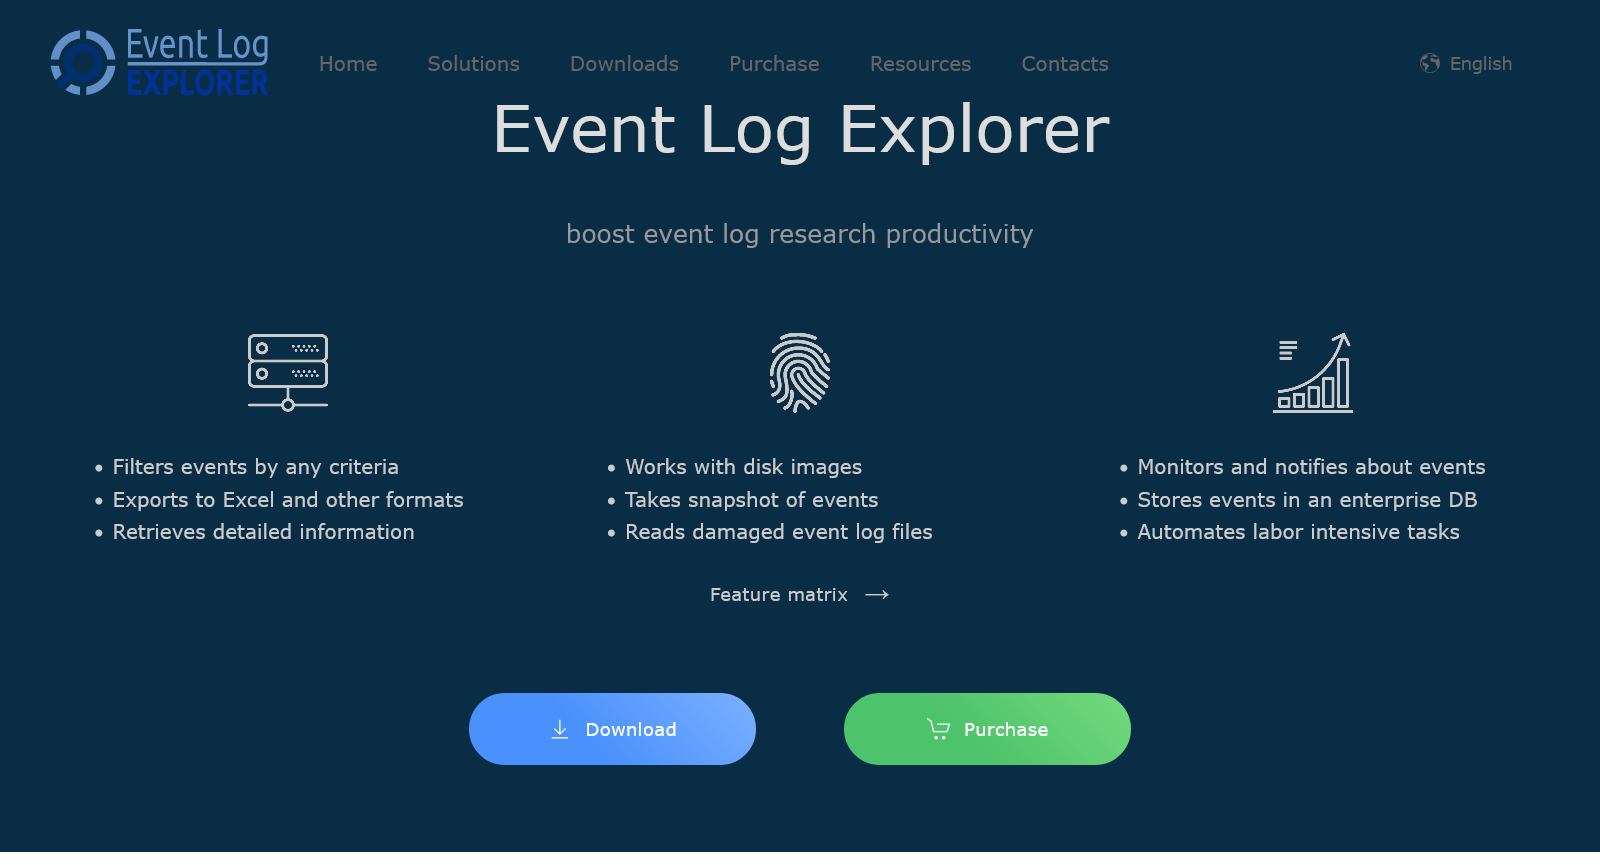 Event Log
EXPLORER
Home Solutions Downloads Purchase Resources Contacts English
Event Log Explorer
boost event log research productivity
• Filters events by any criteria
• Exports to Excel and other formats
• Retrieves detailed information
• Works with disk images
• Takes snapshot of events
• Reads damaged event log files
• Monitors and notifies about events
• Stores events in an enterprise DB
• Automates labor intensive tasks
Feature matrix →
Download
Purchase